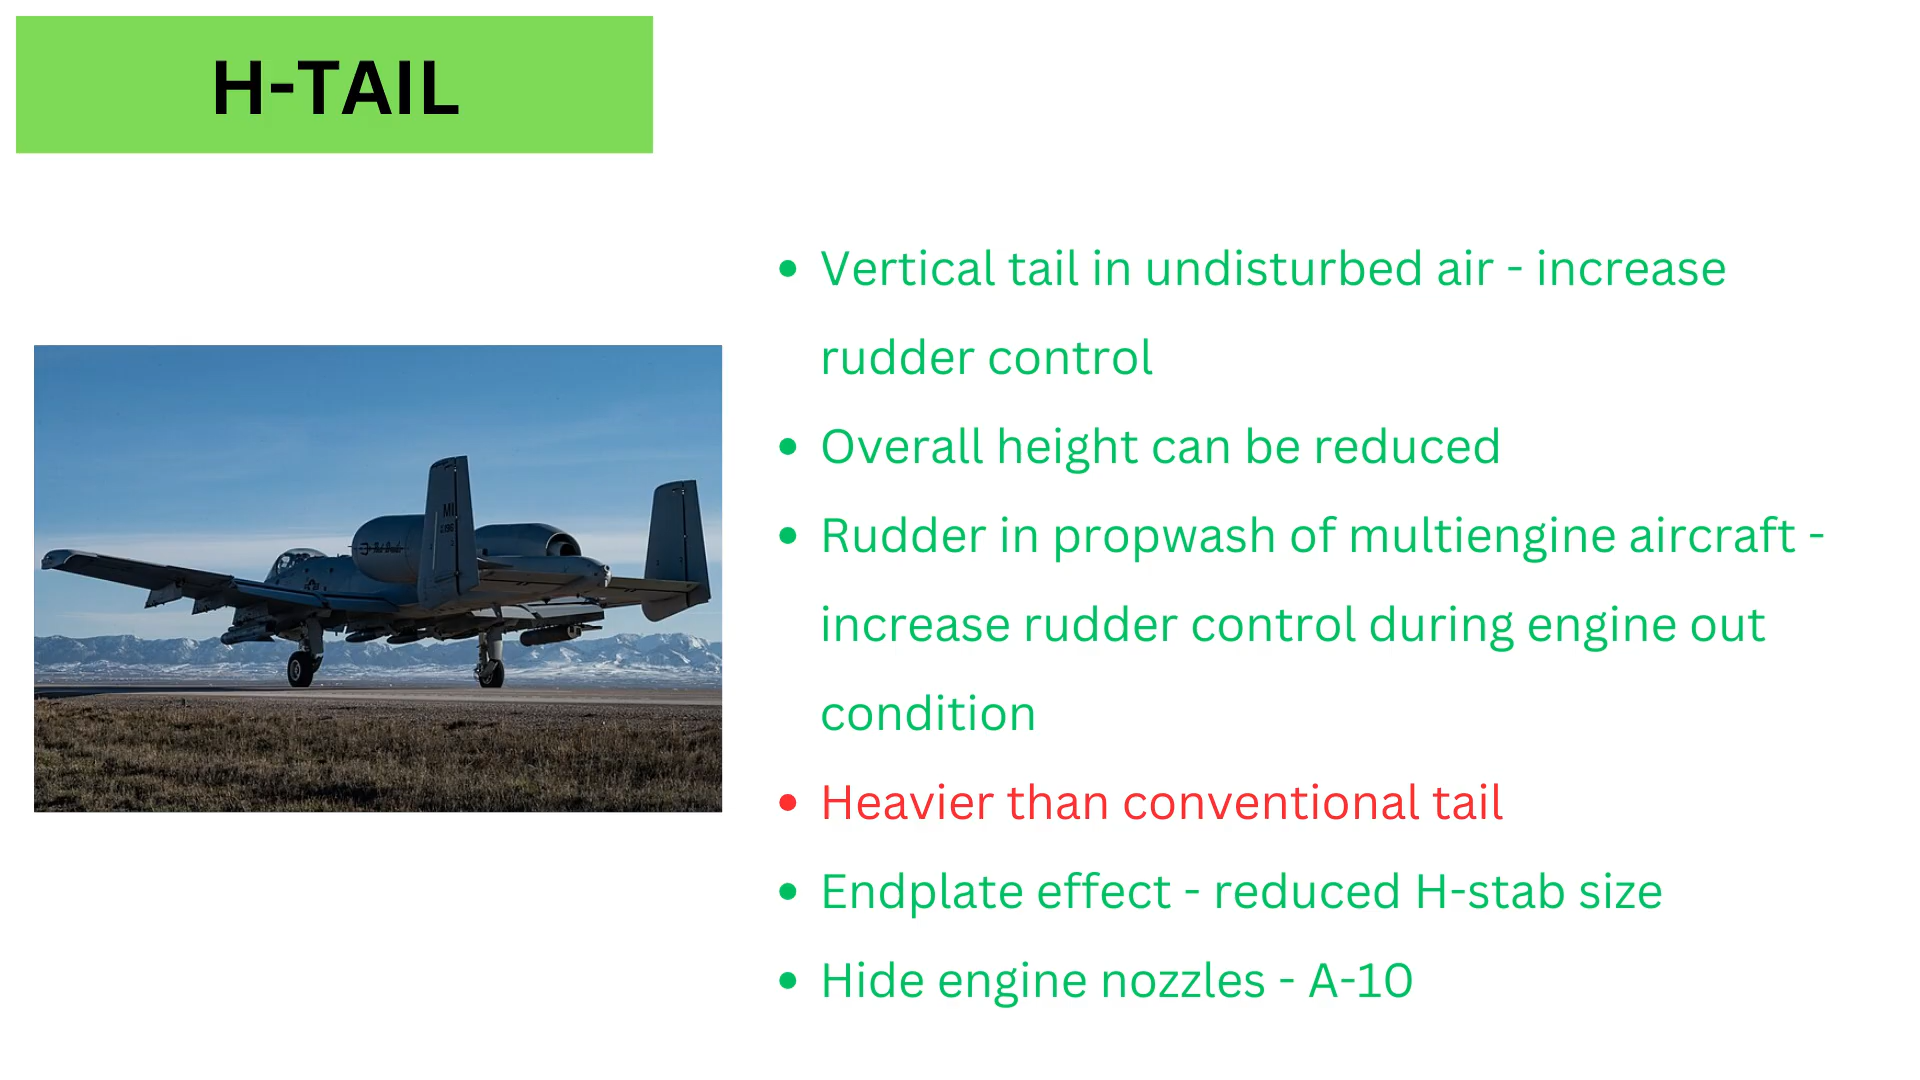 H-TAIL
• Vertical tail in undisturbed air - increase
rudder control
• Overall height can be reduced
• Rudder in propwash of multiengine aircraft -
increase rudder control during engine out
condition
• Heavier than conventional tail
• Endplate effect - reduced H-stab size
• Hide engine nozzles - A-10
MI